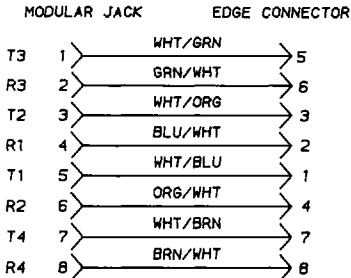 MODULAR JACK EDGE CONNECTOR
T3 1 WHT/GRN 5
R3 2 GRN/WHT 6
T2 3 WHT/ORG 3
R1 4 BLU/WHT 2
T1 5 WHT/BLU 1
R2 6 ORG/WHT 4
T4 7 WHT/BRN 7
R4 8 BRN/WHT 8